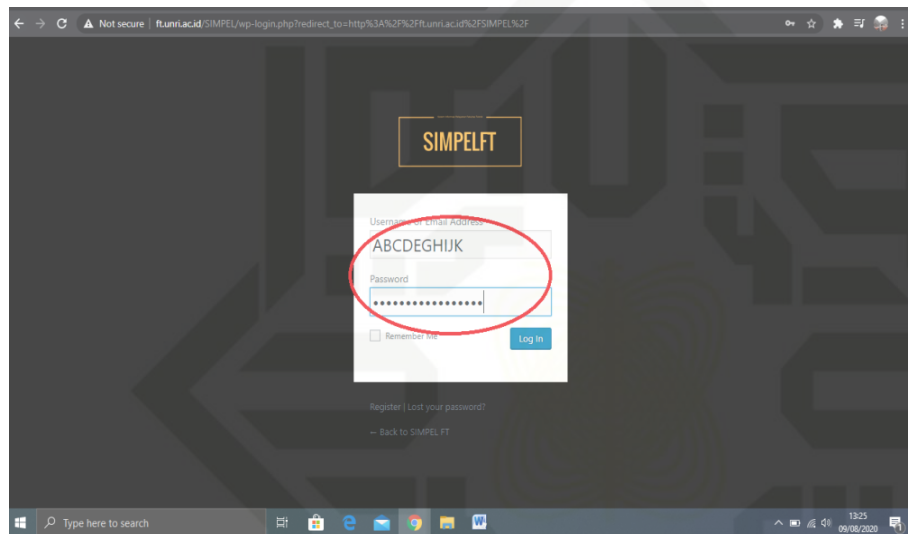 Not secure | ft.unri.ac.id/SIMPEL/wp-login.php?redirect_to=http%3A%2F%2Fft.unri.ac.id%2FSIMPEL%2F
SIMPELFT
Username or Email Address
ABCDEGHIJK
Password
•••••••••••••••••
Remember Me
Log In
Register | Lost your password?
← Back to SIMPEL FT
Type here to search
13:25
09/08/2020